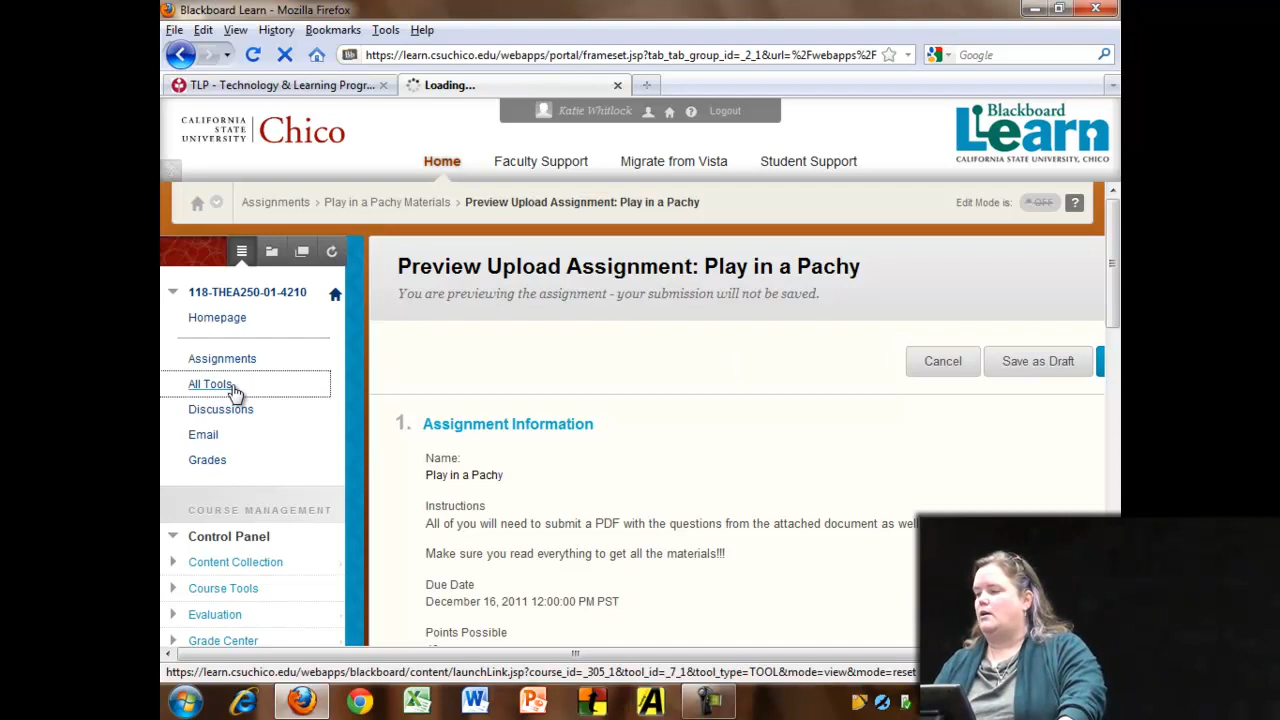 Blackboard Learn - Mozilla Firefox
File Edit View History Bookmarks Tools Help
https://learn.csuchico.edu/webapps/portal/frameset.jsp?tab_tab_group_id=_2_1&url=%2Fwebapps%2F
Google
TLP - Technology & Learning Progr...
Loading...
CALIFORNIA STATE UNIVERSITY, Chico
Katie Whitlock
Logout
Blackboard
Learn
CALIFORNIA STATE UNIVERSITY, CHICO
Home Faculty Support Migrate from Vista Student Support
Assignments > Play in a Pachy Materials > Preview Upload Assignment: Play in a Pachy
Edit Mode is: OFF ?
118-THEA250-01-4210
Homepage
Assignments
All Tools
Discussions
Email
Grades
COURSE MANAGEMENT
Control Panel
Content Collection
Course Tools
Evaluation
Grade Center
Preview Upload Assignment: Play in a Pachy
You are previewing the assignment - your submission will not be saved.
Cancel Save as Draft
1. Assignment Information
Name:
Play in a Pachy
Instructions
All of you will need to submit a PDF with the questions from the attached document as well
Make sure you read everything to get all the materials!!!
Due Date
December 16, 2011 12:00:00 PM PST
Points Possible
https://learn.csuchico.edu/webapps/blackboard/content/launchLink.jsp?course_id=_305_1&tool_id=_7_1&tool_type=TOOL&mode=view&mode=reset